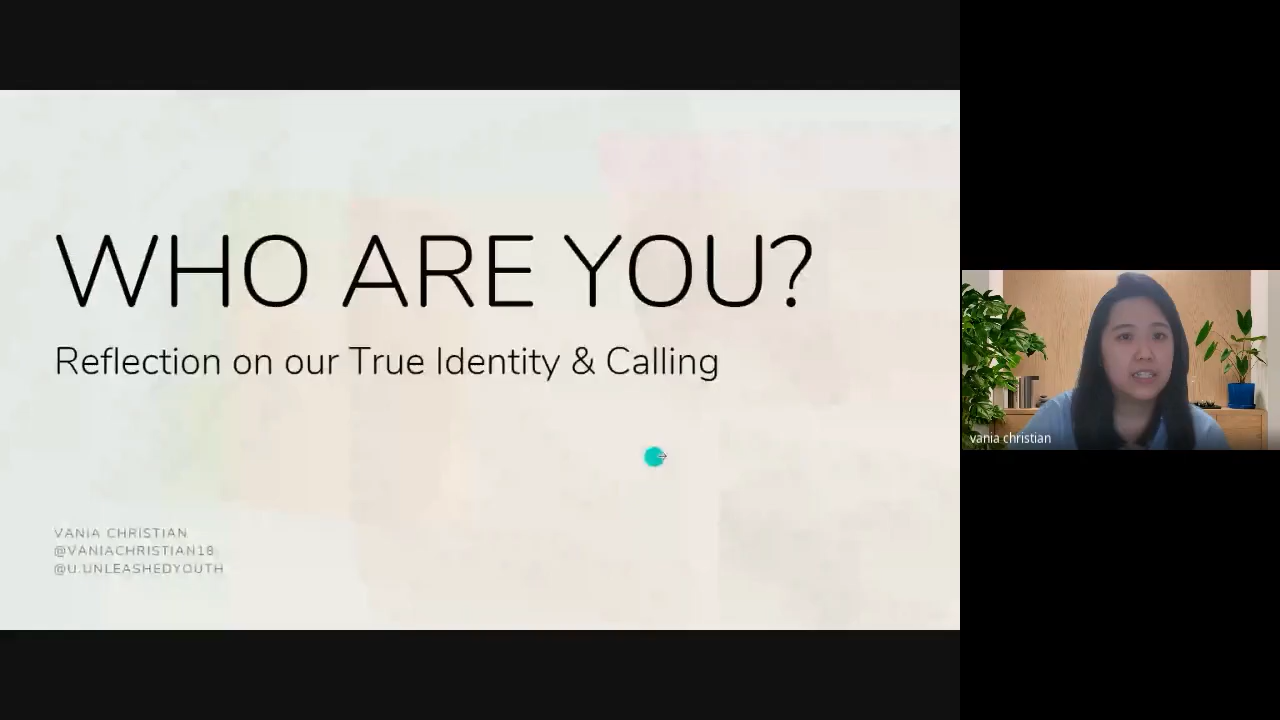 WHO ARE YOU?
Reflection on our True Identity & Calling
VANIA CHRISTIAN
@VANIACHRISTIAN18
@U.UNLEASHEDYOUTH
vania christian